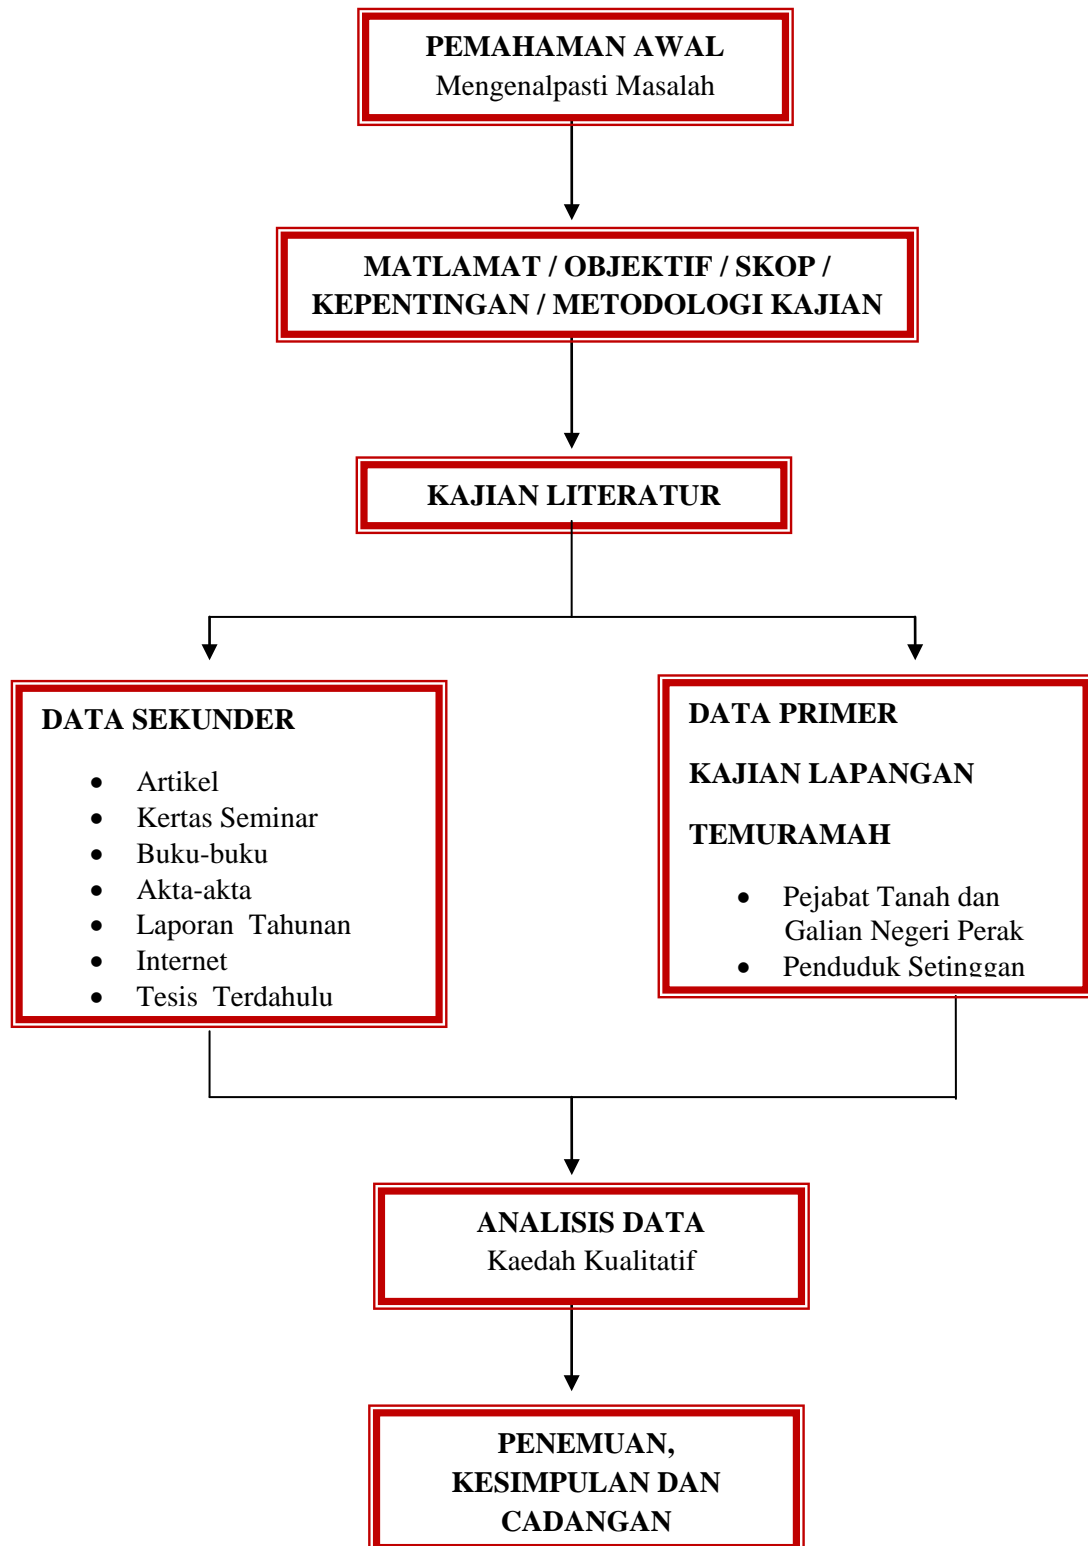 PEMAHAMAN AWAL
Mengenalpasti Masalah
MATLAMAT / OBJEKTIF / SKOP /
KEPENTINGAN / METODOLOGI KAJIAN
KAJIAN LITERATUR
DATA SEKUNDER
• Artikel
• Kertas Seminar
• Buku-buku
• Akta-akta
• Laporan Tahunan
• Internet
• Tesis Terdahulu
DATA PRIMER
KAJIAN LAPANGAN
TEMURAMAH
• Pejabat Tanah dan
Galian Negeri Perak
• Penduduk Setinggan
ANALISIS DATA
Kaedah Kualitatif
PENEMUAN,
KESIMPULAN DAN
CADANGAN